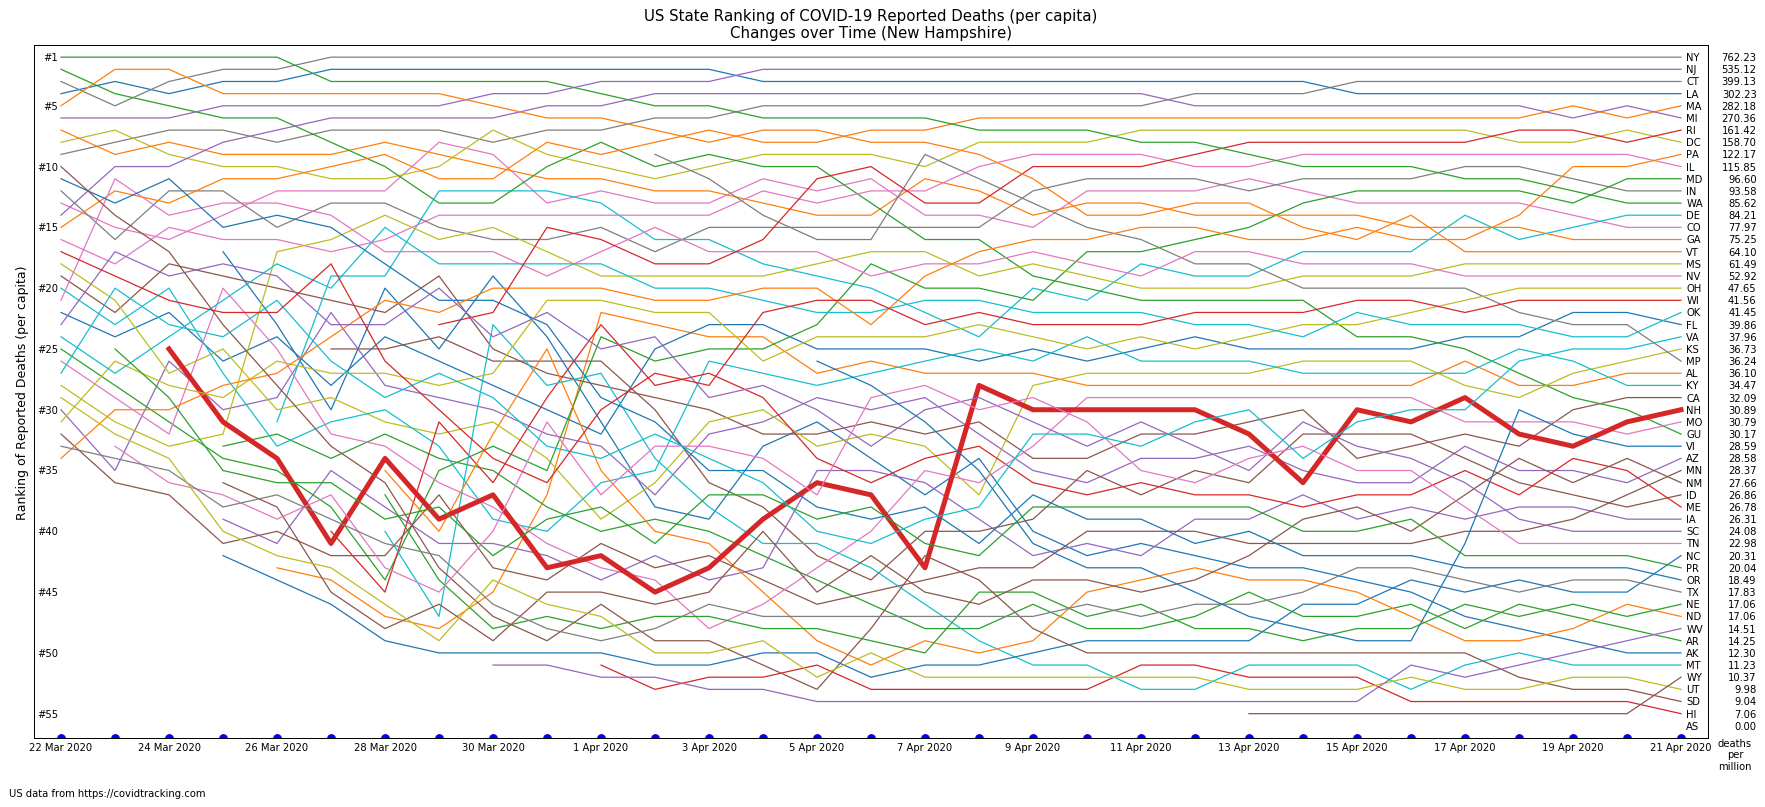 US State Ranking of COVID-19 Reported Deaths (per capita)
Changes over Time (New Hampshire)
Ranking of Reported Deaths (per capita)
#1
#5
#10
#15
#20
#25
#30
#35
#40
#45
#50
#55
NY 762.23
NJ 535.12
CT 399.13
LA 302.23
MA 282.18
MI 270.36
RI 161.42
DC 158.70
PA 122.17
IL 115.85
MD 96.60
IN 93.58
WA 85.62
DE 84.21
CO 77.97
GA 75.25
VT 64.10
MS 61.49
NV 52.92
OH 47.65
WI 41.56
OK 41.45
FL 39.86
VA 37.96
KS 36.73
MP 36.24
AL 36.10
KY 34.47
CA 32.09
NH 30.89
MO 30.79
GU 30.17
VI 28.59
AZ 28.58
MN 28.37
NM 27.66
ID 26.86
ME 26.78
IA 26.31
SC 24.08
TN 22.98
NC 20.31
PR 20.04
OR 18.49
TX 17.83
NE 17.06
ND 17.06
WV 14.51
AR 14.25
AK 12.30
MT 11.23
WY 10.37
UT 9.98
SD 9.04
HI 7.06
AS 0.00
22 Mar 2020 24 Mar 2020 26 Mar 2020 28 Mar 2020 30 Mar 2020 1 Apr 2020 3 Apr 2020 5 Apr 2020 7 Apr 2020 9 Apr 2020 11 Apr 2020 13 Apr 2020 15 Apr 2020 17 Apr 2020 19 Apr 2020 21 Apr 2020
deaths
per
million
US data from https://covidtracking.com